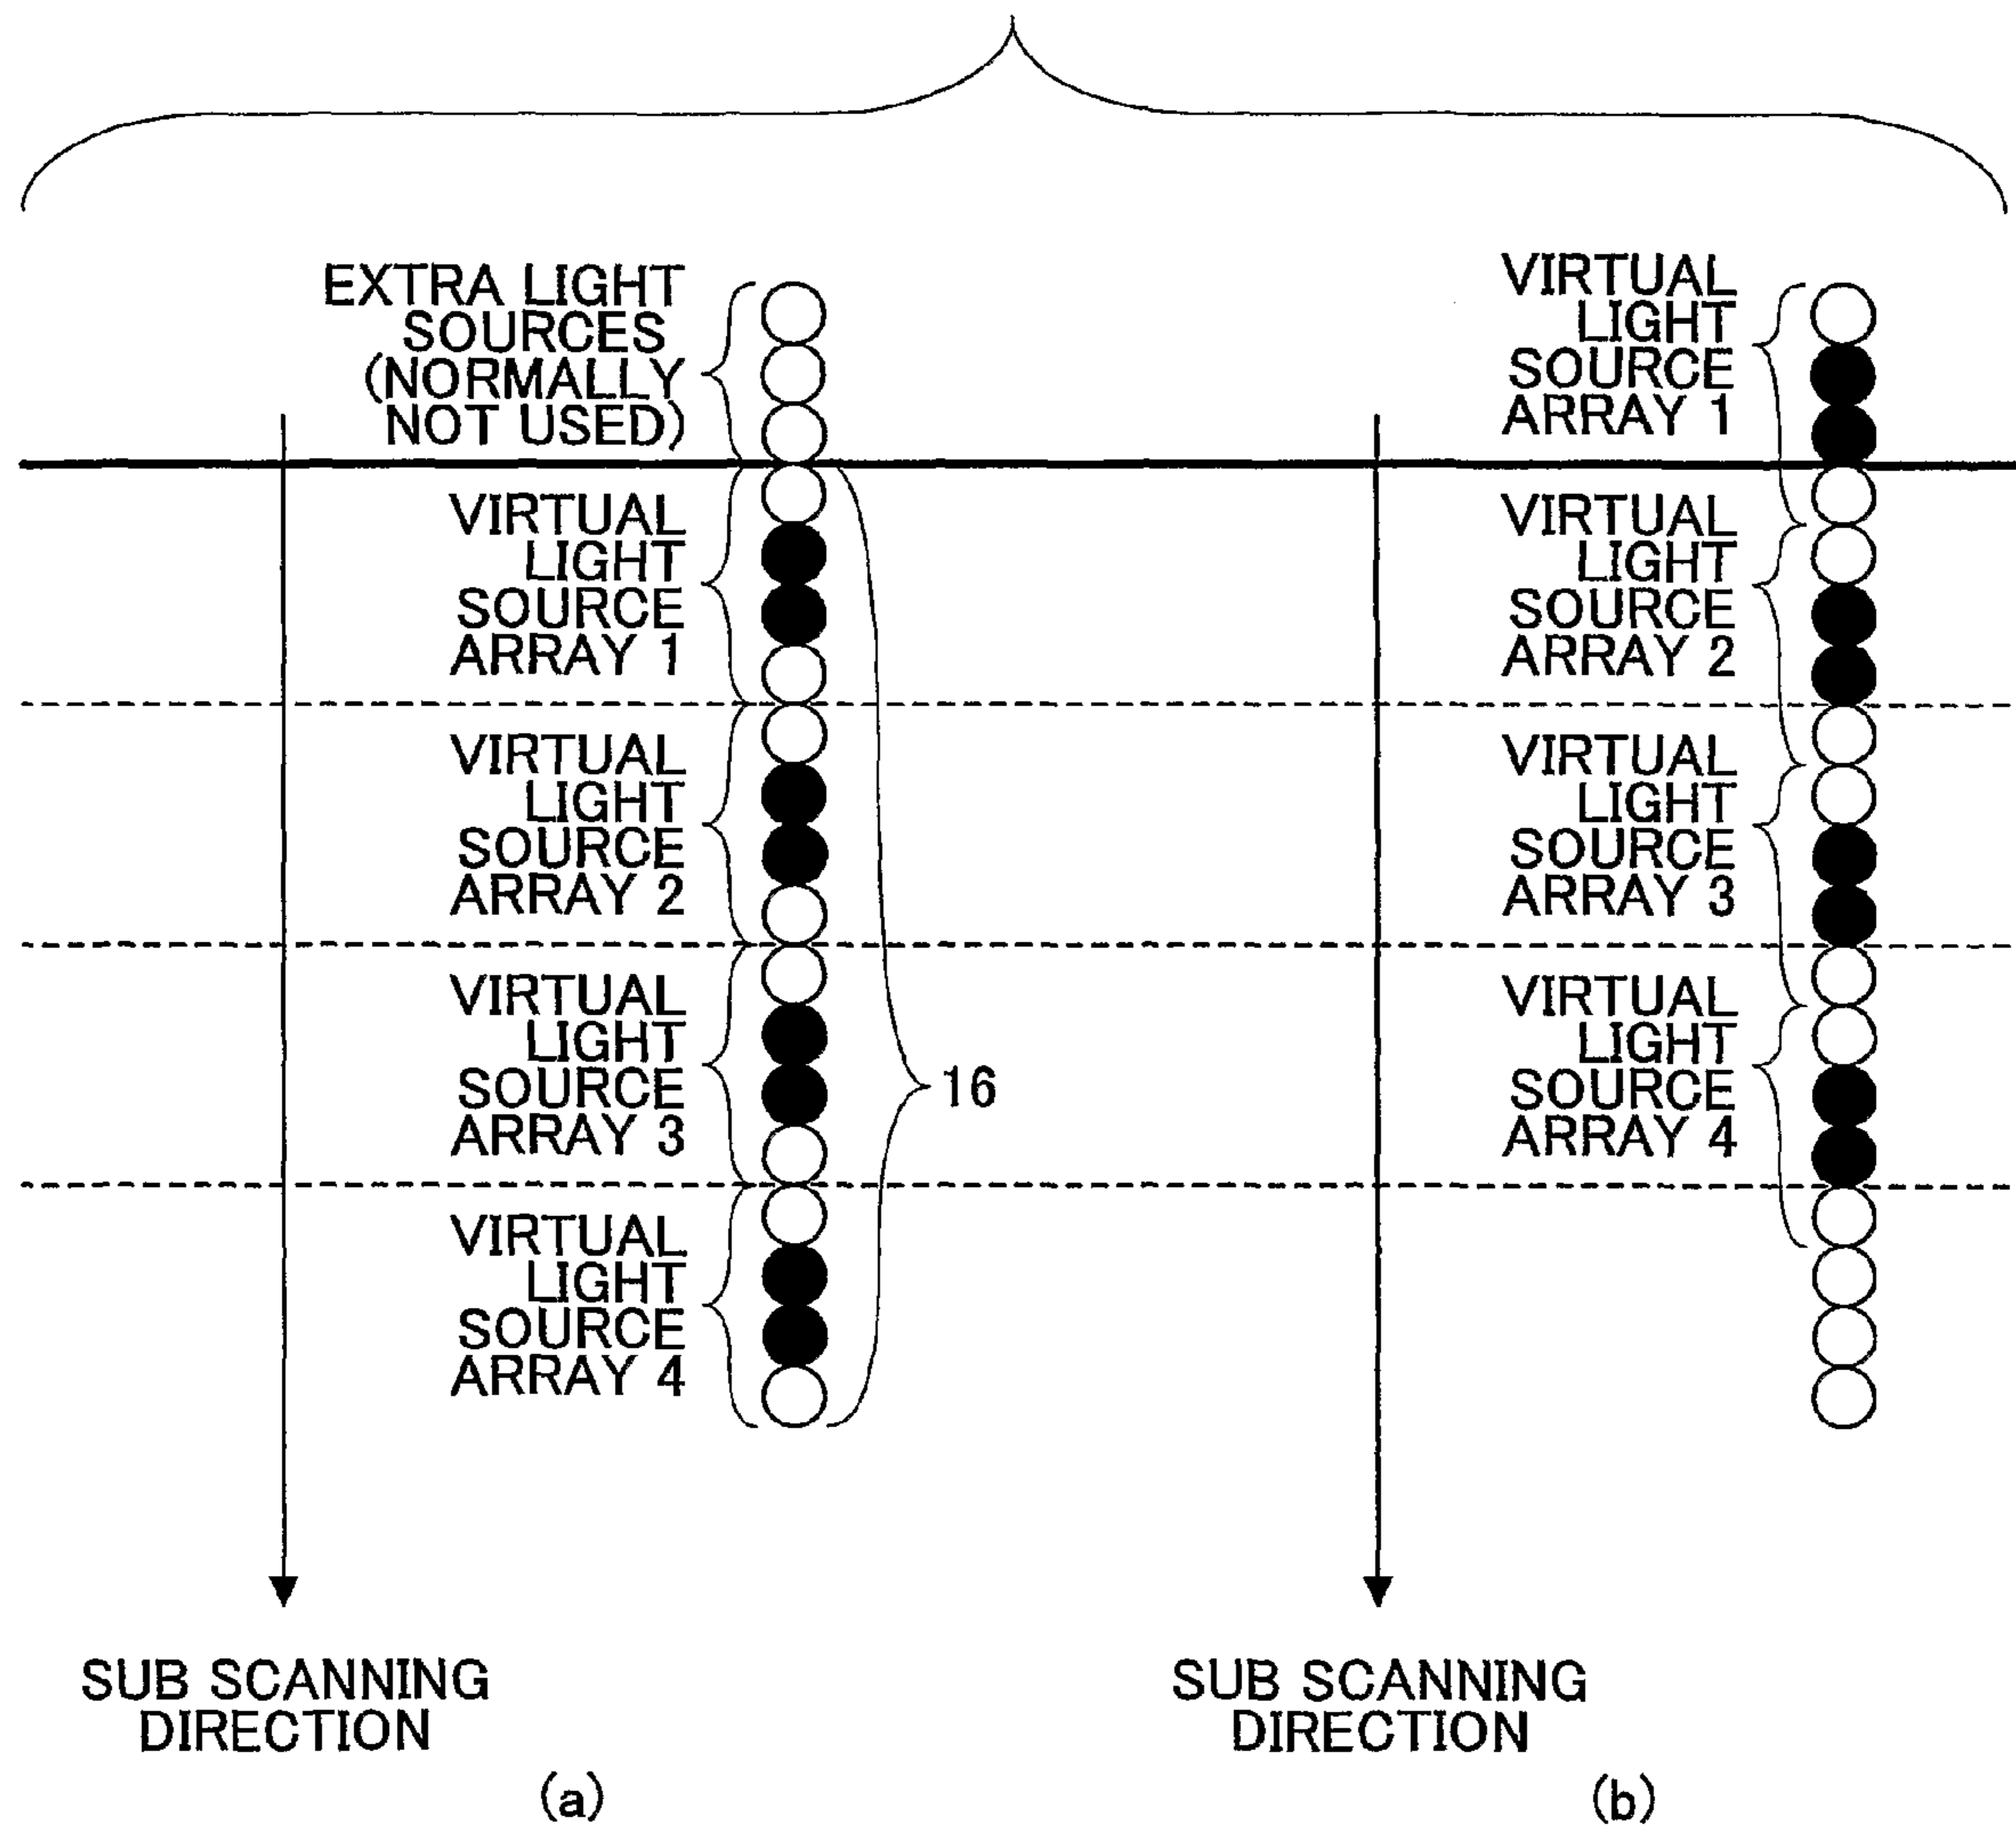 EXTRA LIGHT
SOURCES
(NORMALLY
NOT USED)
VIRTUAL
LIGHT
SOURCE
ARRAY 1
VIRTUAL
LIGHT
SOURCE
ARRAY 2
VIRTUAL
LIGHT
SOURCE
ARRAY 3
VIRTUAL
LIGHT
SOURCE
ARRAY 4
16
SUB SCANNING
DIRECTION
(a)
VIRTUAL
LIGHT
SOURCE
ARRAY 1
VIRTUAL
LIGHT
SOURCE
ARRAY 2
VIRTUAL
LIGHT
SOURCE
ARRAY 3
VIRTUAL
LIGHT
SOURCE
ARRAY 4
SUB SCANNING
DIRECTION
(b)